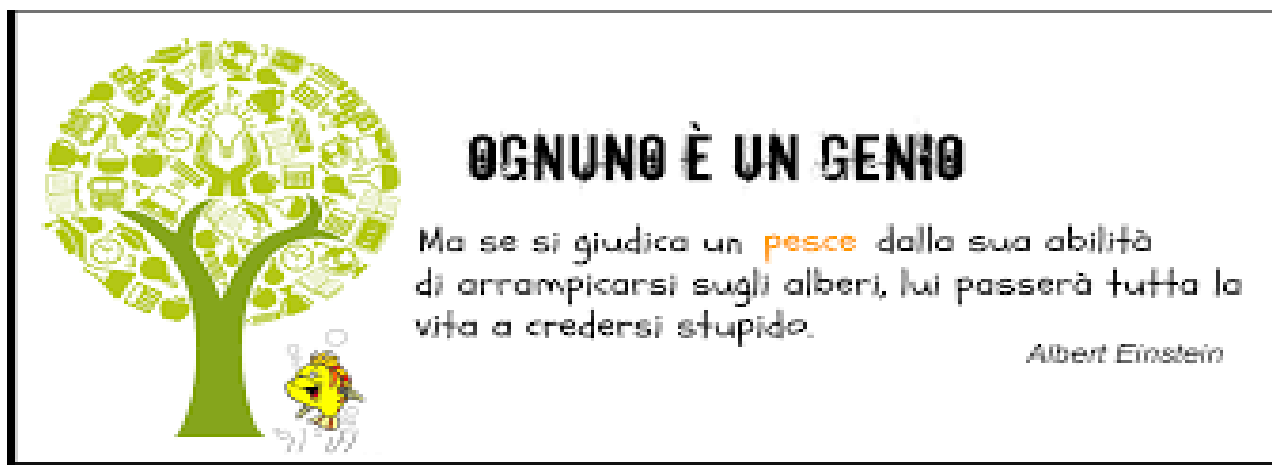 OGNUNO È UN GENIO
Ma se si giudica un pesce dalla sua abilità
di arrampicarsi sugli alberi, lui passerà tutta la
vita a credersi stupido.
Albert Einstein